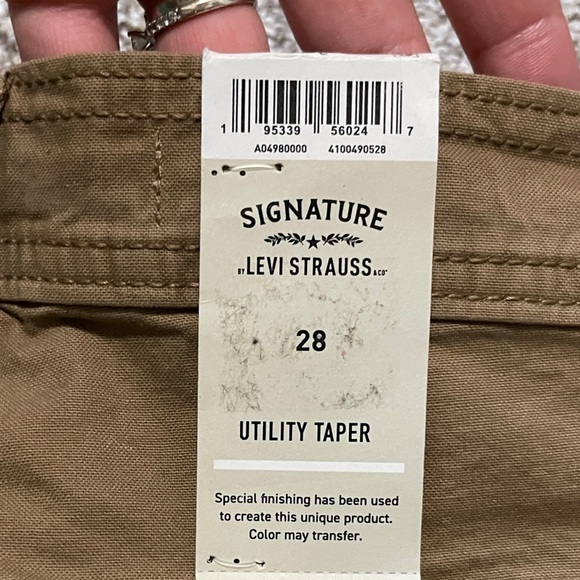 1 95339 56024 7
A04980000 4100490528
SIGNATURE
BY LEVI STRAUSS & CO™
28
UTILITY TAPER
Special finishing has been used
to create this unique product.
Color may transfer.